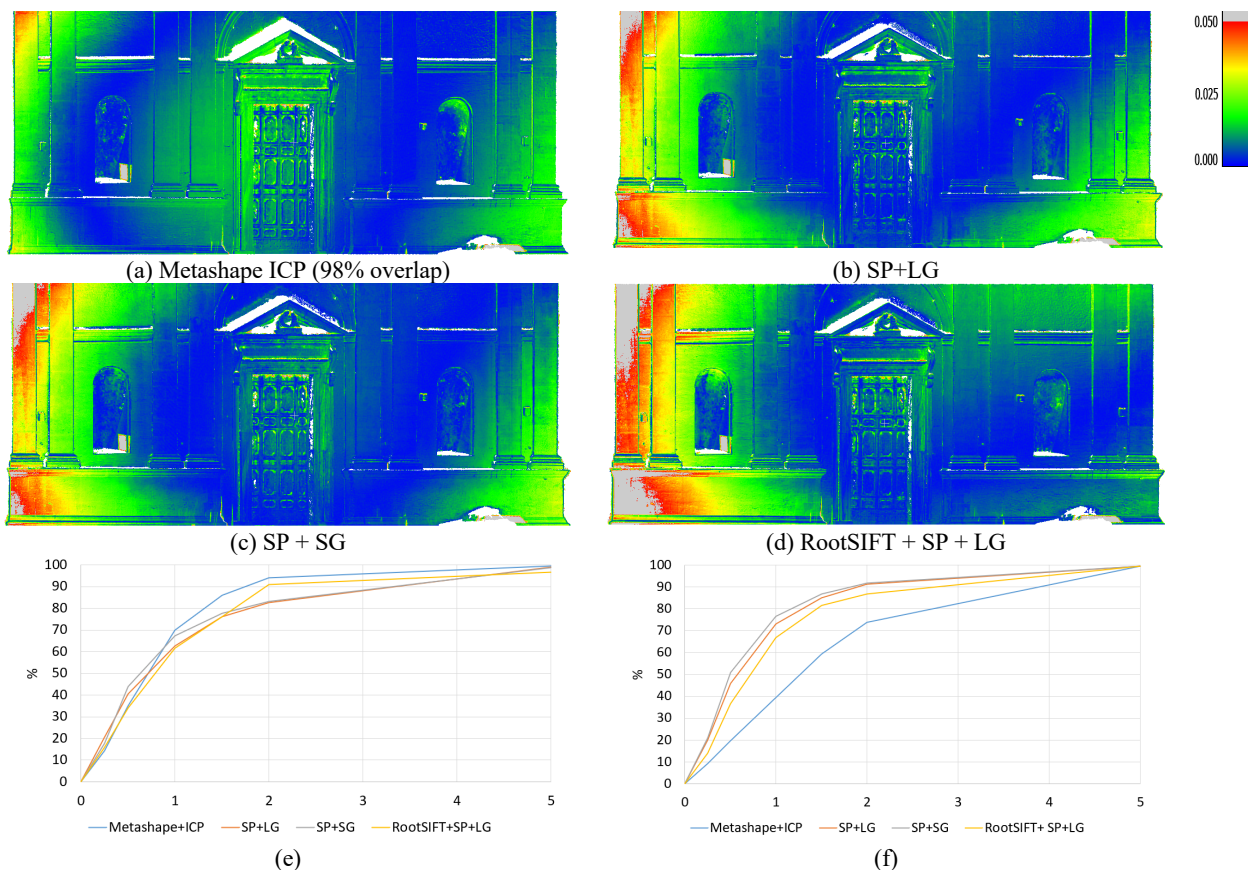 0.050
0.025
0.000
(a) Metashape ICP (98% overlap)
(b) SP+LG
(c) SP + SG
(d) RootSIFT + SP + LG
100
90
80
70
60
50
40
30
20
10
0
%
0 1 2 3 4 5
Metashape+ICP SP+LG SP+SG RootSIFT+SP+LG
(e)
100
90
80
70
60
50
40
30
20
10
0
%
0 1 2 3 4 5
Metashape+ICP SP+LG SP+SG RootSIFT+ SP+LG
(f)